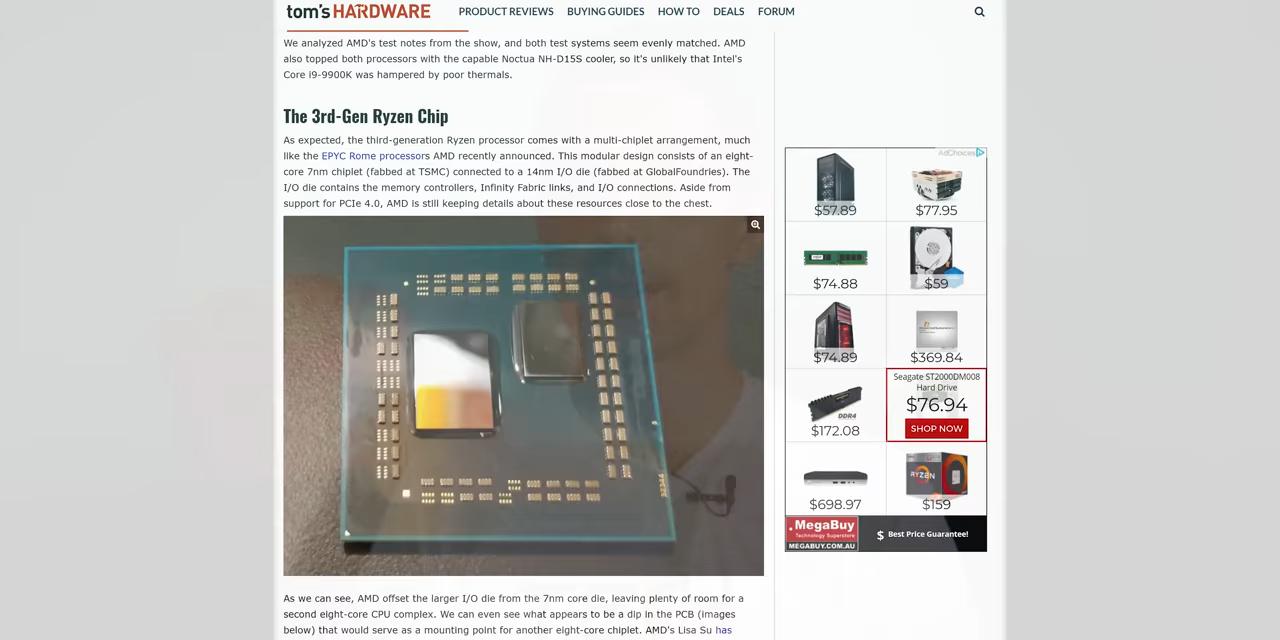 tom's HARDWARE
PRODUCT REVIEWS BUYING GUIDES HOW TO DEALS FORUM
We analyzed AMD's test notes from the show, and both test systems seem evenly matched. AMD
also topped both processors with the capable Noctua NH-D15S cooler, so it's unlikely that Intel's
Core i9-9900K was hampered by poor thermals.
The 3rd-Gen Ryzen Chip
As expected, the third-generation Ryzen processor comes with a multi-chiplet arrangement, much
like the EPYC Rome processors AMD recently announced. This modular design consists of an eight-
core 7nm chiplet (fabbed at TSMC) connected to a 14nm I/O die (fabbed at GlobalFoundries). The
I/O die contains the memory controllers, Infinity Fabric links, and I/O connections. Aside from
support for PCIe 4.0, AMD is still keeping details about these resources close to the chest.
As we can see, AMD offset the larger I/O die from the 7nm core die, leaving plenty of room for a
second eight-core CPU complex. We can even see what appears to be a dip in the PCB (images
below) that would serve as a mounting point for another eight-core chiplet. AMD's Lisa Su has
AdChoices
$57.89 $77.95
$74.88 $59
$74.89 $369.84
DDR4
$172.08
Seagate ST2000DM008
Hard Drive
$76.94
SHOP NOW
RYZEN
$698.97 $159
MegaBuy
Technology Superstore
MEGABUY.COM.AU
$ Best Price Guarantee!